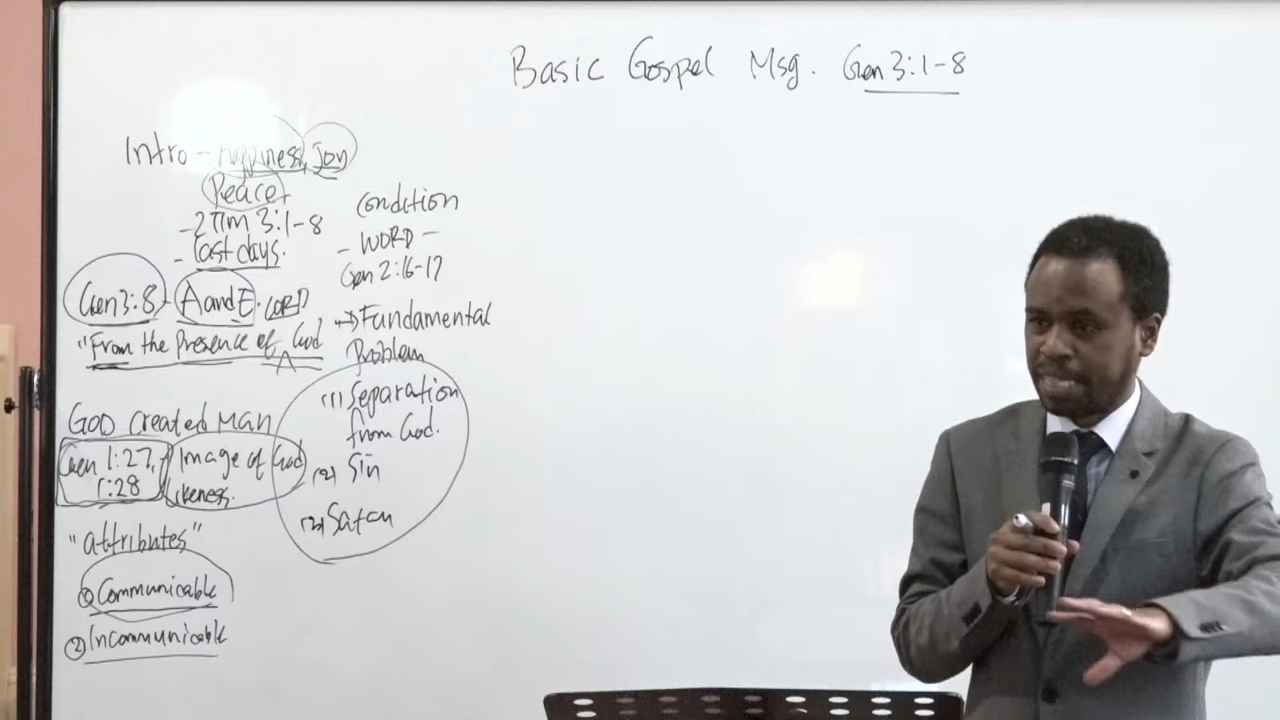 Basic Gospel Msg. Gen 3:1-8
Intro - Happiness, Joy
Peace
- 2 Tim 3:1-8
- last days.
Gen 3:8 - A and E. LORD
"From the Presence of God
GOD created MAN
Gen 1:27, Image of God
1:28 Likeness.
"attributes"
① Communicable
② Incommunicable
Condition
- WORD -
Gen 2:16-17
→ Fundamental
Problem
(1) Separation
from God.
(2) Sin
(3) Satan